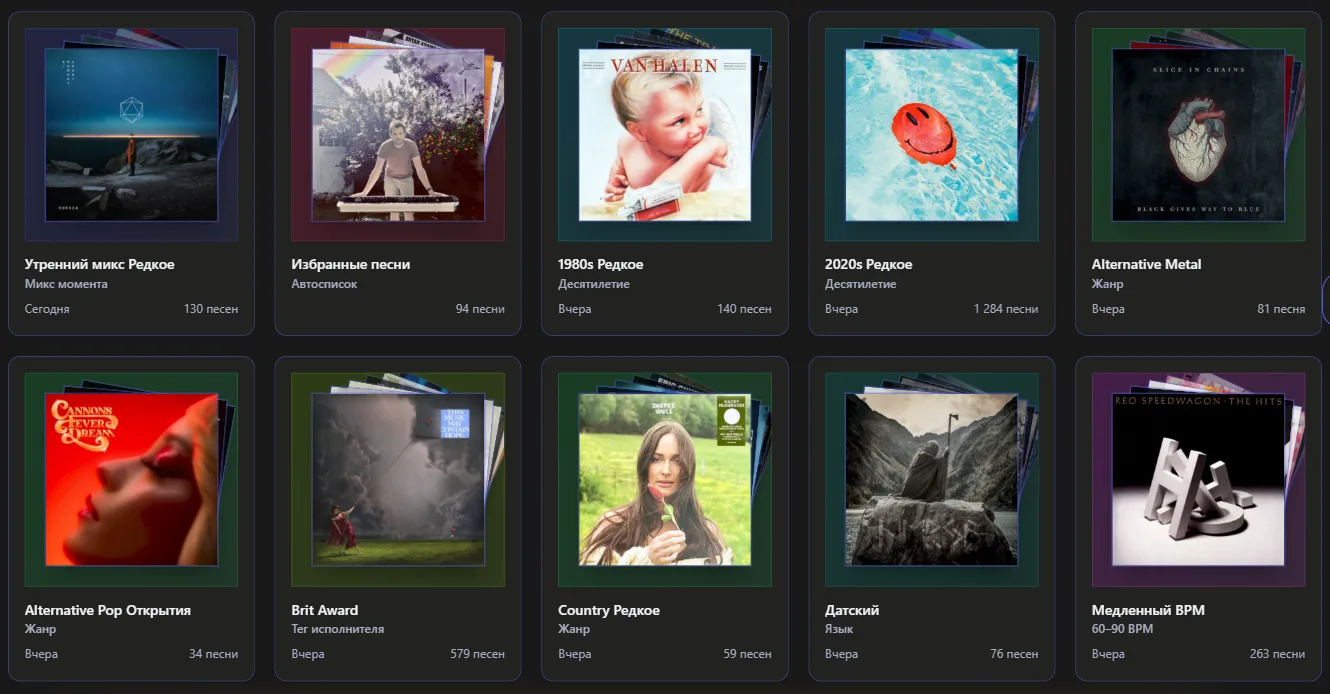 ODESZA
VAN HALEN
ALICE IN CHAINS
BLACK GIVES WAY TO BLUE
Утренний микс Редкое
Микс момента
Сегодня 130 песен
Избранные песни
Автосписок
94 песни
1980s Редкое
Десятилетие
Вчера 140 песен
2020s Редкое
Десятилетие
Вчера 1 284 песни
Alternative Metal
Жанр
Вчера 81 песня
CANNONS
FEVER
DREAM
THIS
MUSIC
MAY
CONTAIN
HOPE
DEEPER
WELL
KACEY
MUSGRAVES
REO SPEEDWAGON · THE HITS
Alternative Pop Открытия
Жанр
Вчера 34 песни
Brit Award
Тег исполнителя
Вчера 579 песен
Country Редкое
Жанр
Вчера 59 песен
Датский
Язык
Вчера 76 песен
Медленный BPM
60–90 BPM
Вчера 263 песни